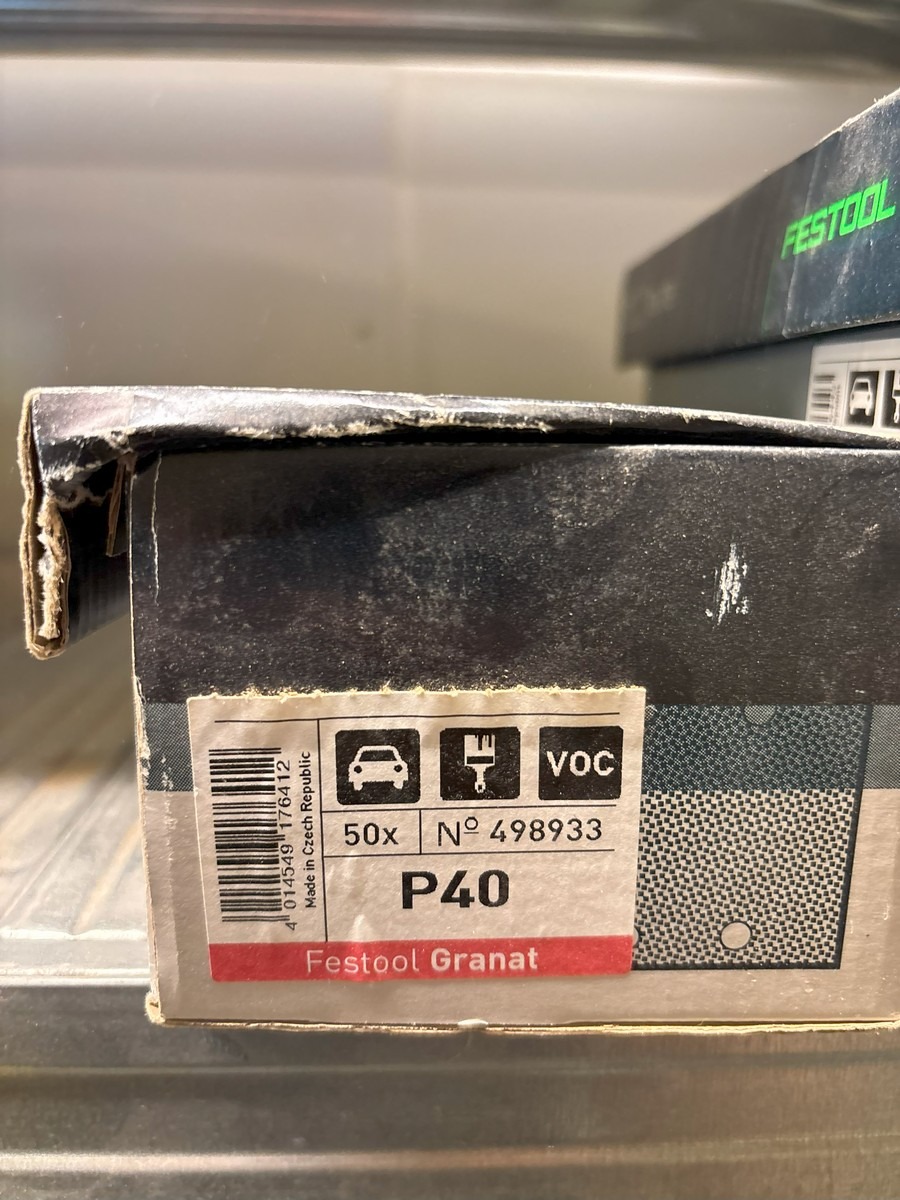 FESTOOL
VOC
4 014549 176412
Made in Czech Republic
50x
Nº 498933
P40
Festool Granat